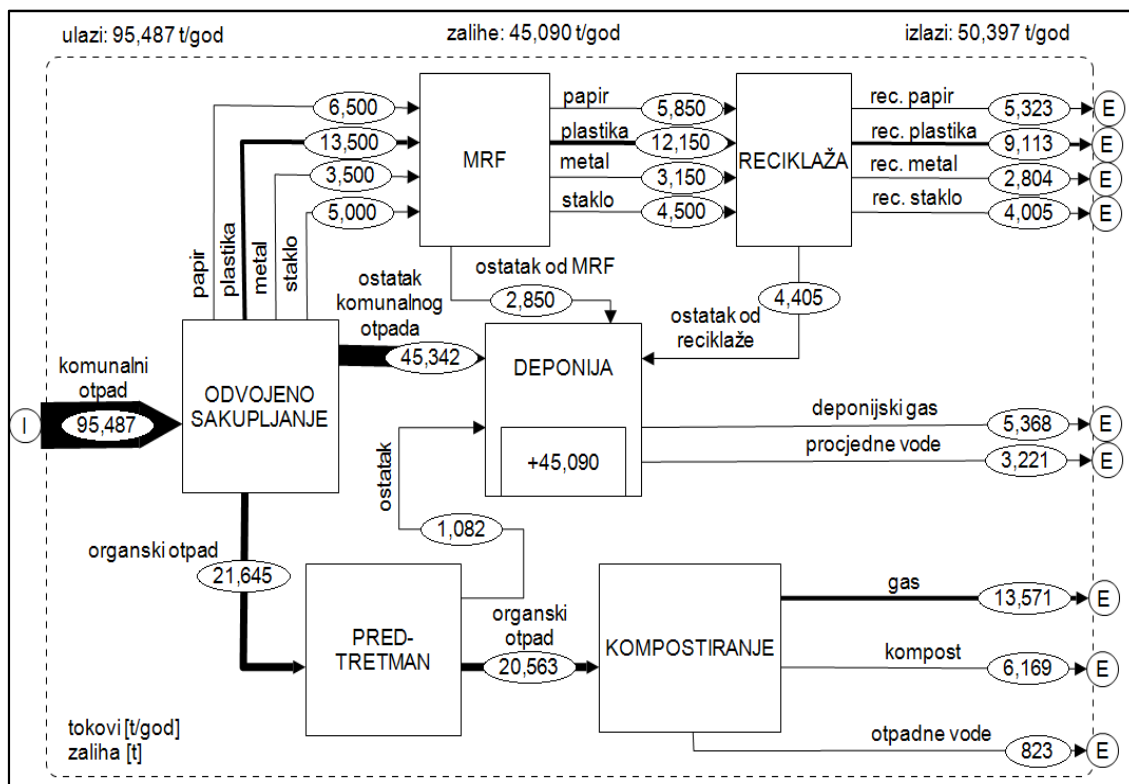 ulazi: 95,487 t/god
zalihe: 45,090 t/god
izlazi: 50,397 t/god
6,500
13,500
3,500
5,000
papir
plastika
metal
staklo
MRF
papir
5,850
plastika
12,150
metal
3,150
staklo
4,500
RECIKLAŽA
rec. papir
5,323
E
rec. plastika
9,113
E
rec. metal
2,804
E
rec. staklo
4,005
E
ostatak od MRF
2,850
4,405
ostatak od
reciklaže
ostatak
komunalnog
otpada
45,342
komunalni
otpad
I
95,487
ODVOJENO
SAKUPLJANJE
DEPONIJA
+45,090
deponijski gas
5,368
E
procjedne vode
3,221
E
ostatak
1,082
organski otpad
21,645
PRED-
TRETMAN
organski
otpad
20,563
KOMPOSTIRANJE
gas
13,571
E
kompost
6,169
E
otpadne vode
823
E
tokovi [t/god]
zaliha [t]